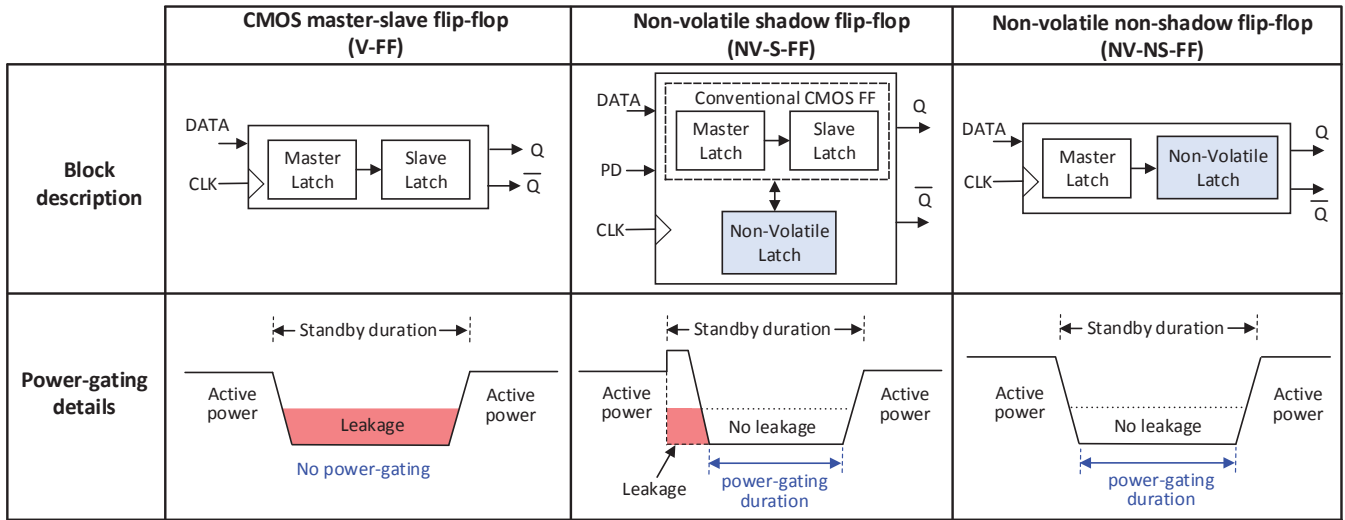 CMOS master-slave flip-flop
(V-FF)
Non-volatile shadow flip-flop
(NV-S-FF)
Non-volatile non-shadow flip-flop
(NV-NS-FF)
Block
description
DATA
CLK
Master
Latch
Slave
Latch
Q
Q
DATA
PD
CLK
Conventional CMOS FF
Master
Latch
Slave
Latch
Non-Volatile
Latch
Q
Q
DATA
CLK
Master
Latch
Non-Volatile
Latch
Q
Q
Power-gating
details
Standby duration
Active
power
Leakage
Active
power
No power-gating
Standby duration
Active
power
No leakage
Active
power
Leakage
power-gating
duration
Standby duration
Active
power
No leakage
Active
power
power-gating
duration